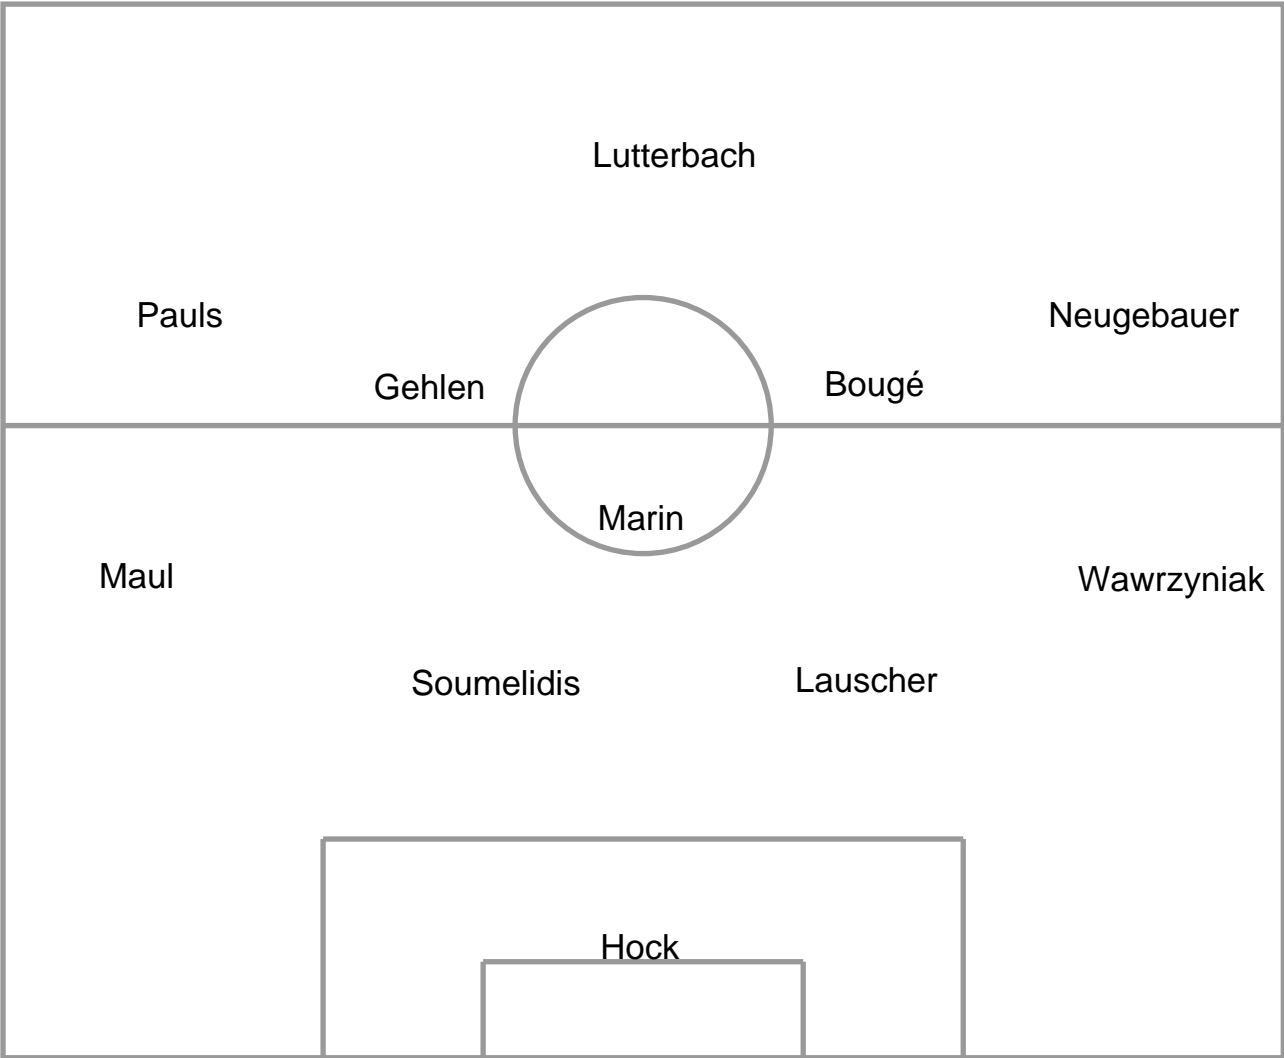 Lutterbach
Pauls
Neugebauer
Gehlen
Bougé
Marin
Maul
Wawrzyniak
Soumelidis
Lauscher
Hock